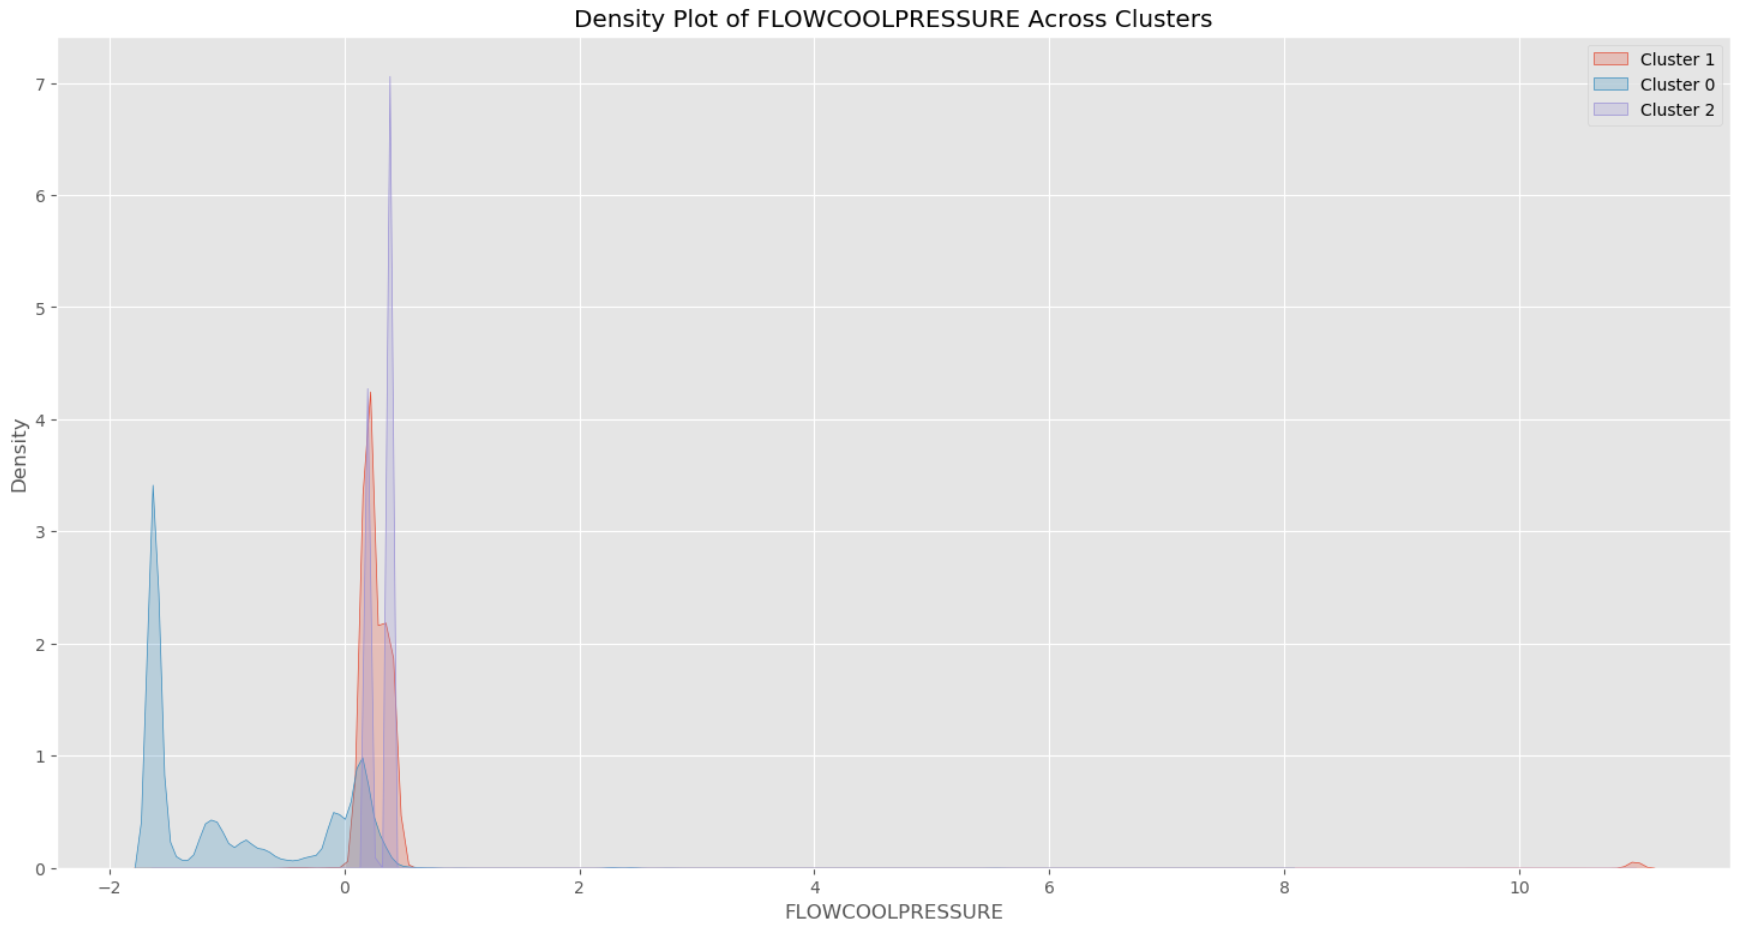 Density Plot of FLOWCOOLPRESSURE Across Clusters
Cluster 1
Cluster 0
Cluster 2
Density
7
6
5
4
3
2
1
0
−2
0
2
4
6
8
10
FLOWCOOLPRESSURE